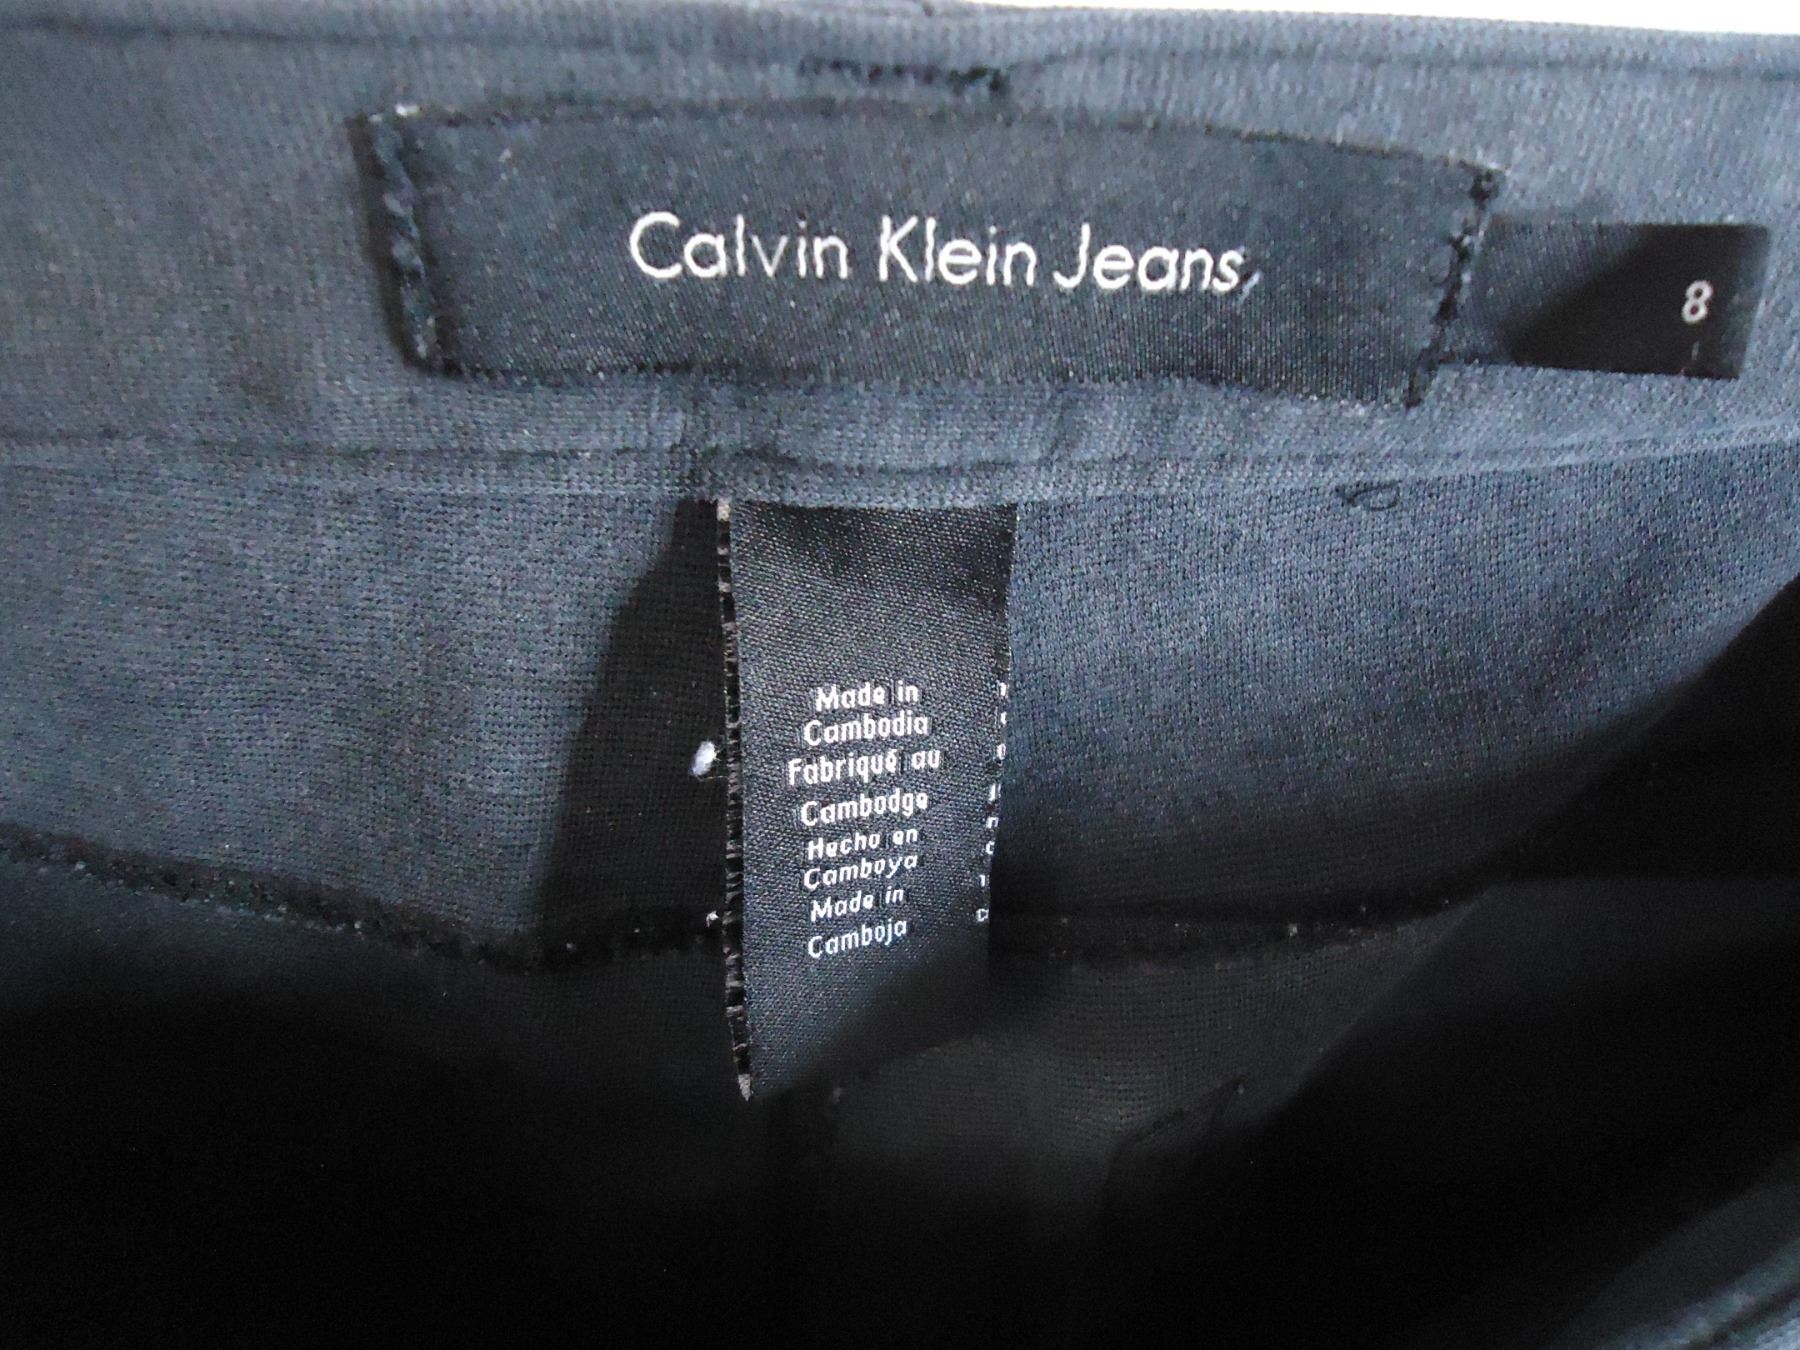 Calvin Klein Jeans
8
Made in
Cambodia
Fabriqué au
Cambodge
Hecho en
Camboya
Made in
Camboja